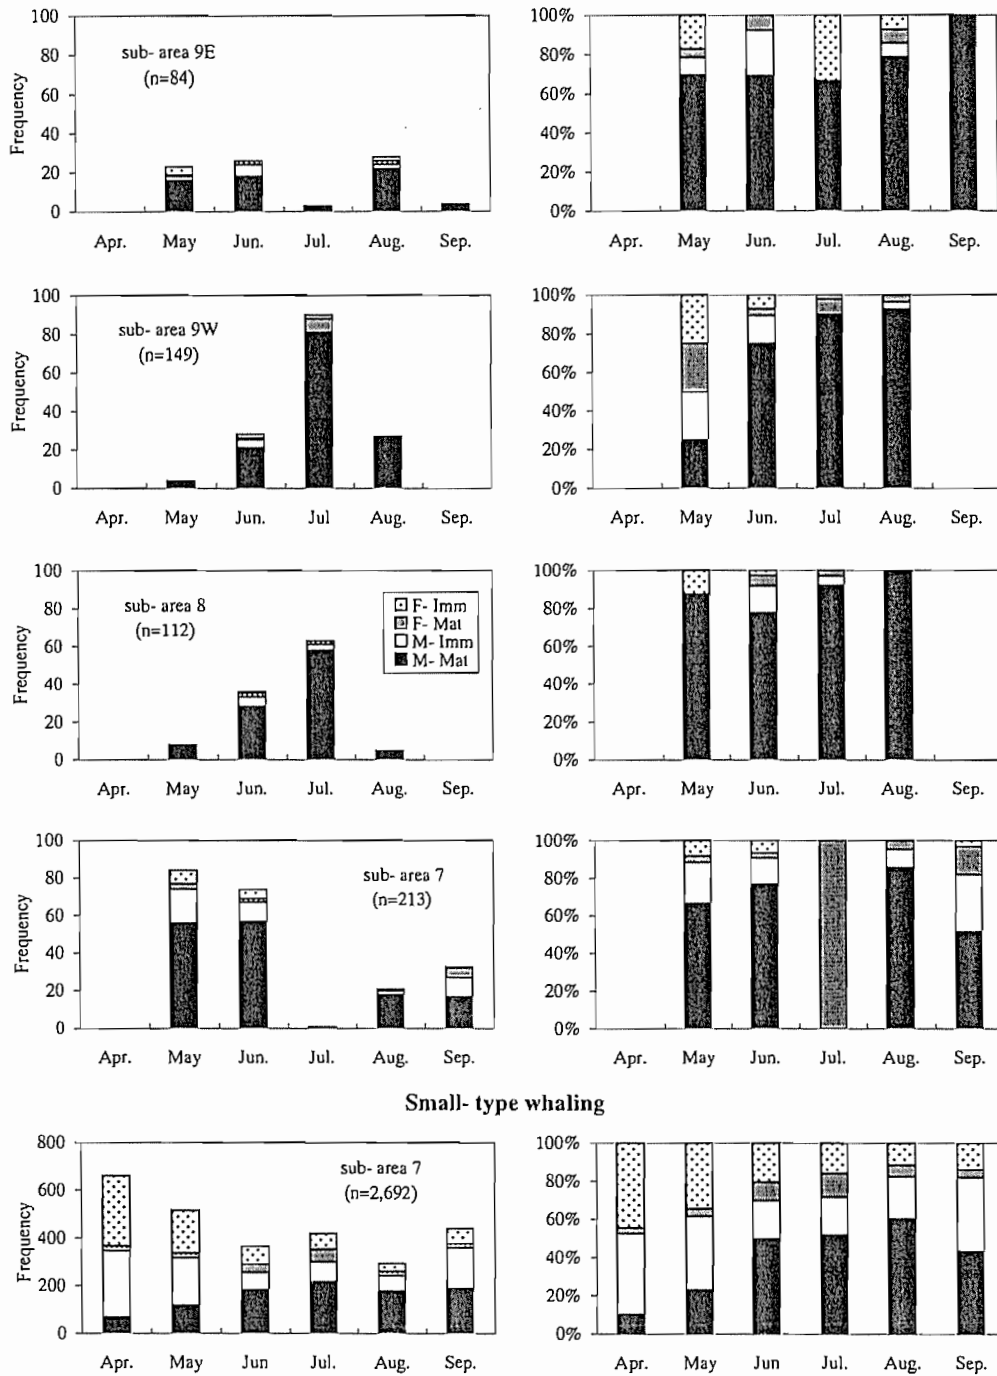 100
80
60
40
20
0
Frequency
sub- area 9E
(n=84)
Apr. May Jun. Jul. Aug. Sep.
100%
80%
60%
40%
20%
0%
Apr. May Jun. Jul. Aug. Sep.
100
80
60
40
20
0
Frequency
sub- area 9W
(n=149)
Apr. May Jun. Jul Aug. Sep.
100%
80%
60%
40%
20%
0%
Apr. May Jun. Jul Aug. Sep.
100
80
60
40
20
0
Frequency
sub- area 8
(n=112)
F- Imm
F- Mat
M- Imm
M- Mat
Apr. May Jun. Jul. Aug. Sep.
100%
80%
60%
40%
20%
0%
Apr. May Jun. Jul. Aug. Sep.
100
80
60
40
20
0
Frequency
sub- area 7
(n=213)
Apr. May Jun. Jul. Aug. Sep.
100%
80%
60%
40%
20%
0%
Apr. May Jun. Jul. Aug. Sep.
Small- type whaling
800
600
400
200
0
Frequency
sub- area 7
(n=2,692)
Apr. May Jun Jul. Aug. Sep.
100%
80%
60%
40%
20%
0%
Apr. May Jun Jul. Aug. Sep.